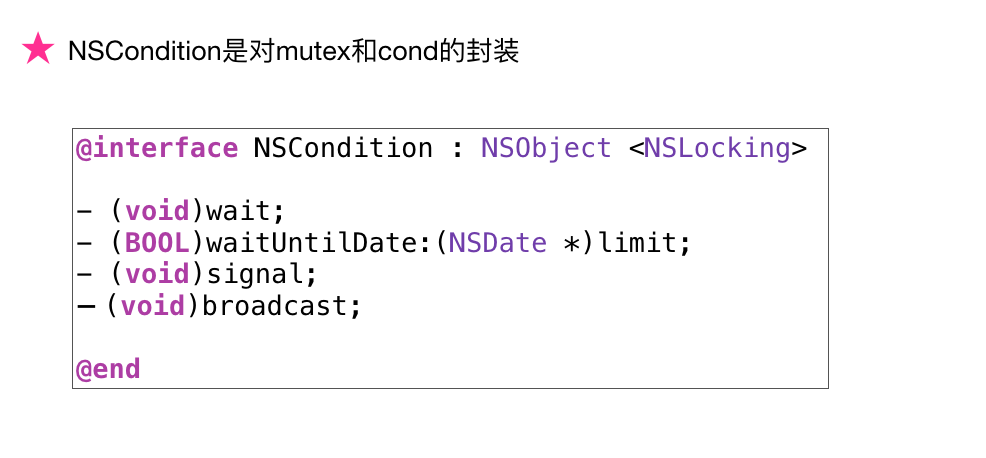 ★ NSCondition是对mutex和cond的封装
@interface NSCondition : NSObject <NSLocking>
- (void)wait;
- (BOOL)waitUntilDate:(NSDate *)limit;
- (void)signal;
- (void)broadcast;
@end